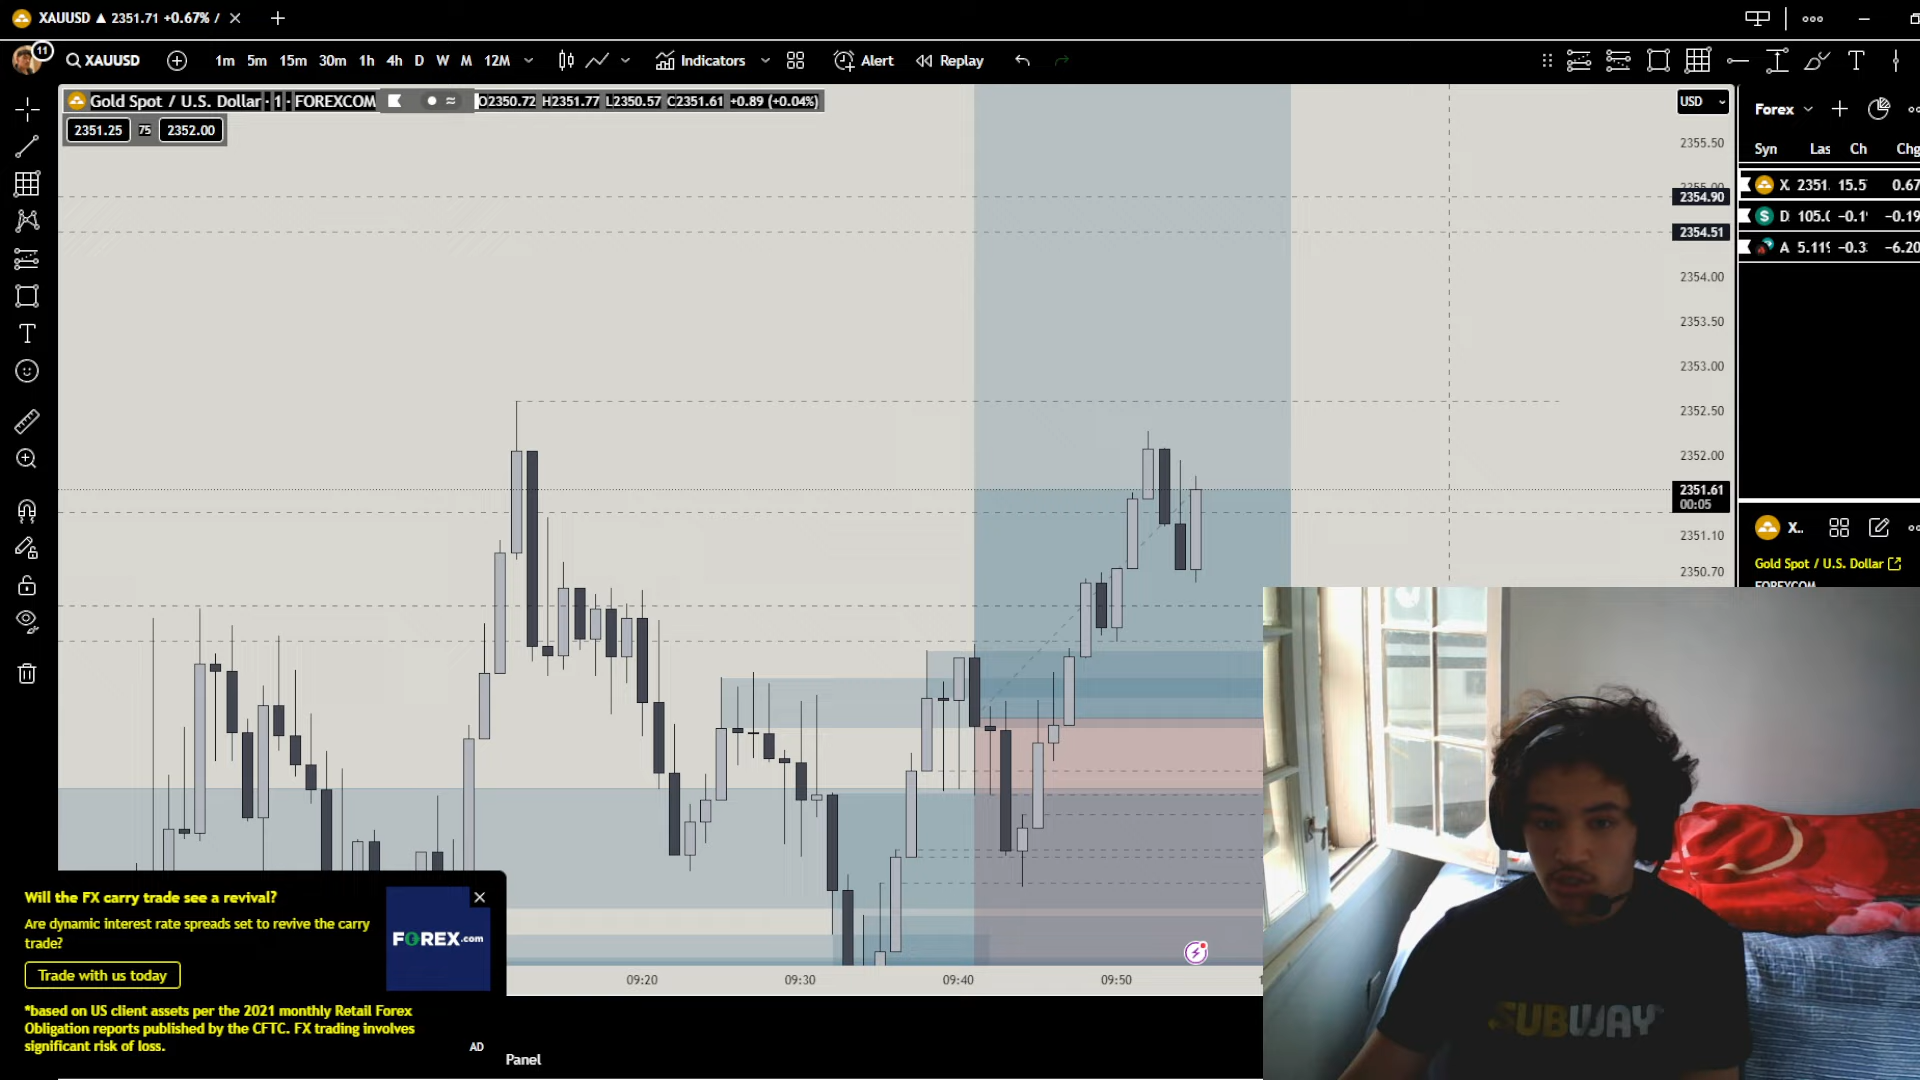 XAUUSD ▲ 2351.71 +0.67% /
11
XAUUSD
1m 5m 15m 30m 1h 4h D W M 12M
Indicators
Alert
Replay
Gold Spot / U.S. Dollar · 1 · FOREXCOM
O2350.72 H2351.77 L2350.57 C2351.61 +0.89 (+0.04%)
2351.25 75 2352.00
USD
2355.50
2355.00
2354.90
2354.51
2354.00
2353.50
2353.00
2352.50
2352.00
2351.61
00:05
2351.10
2350.70
Forex
Syn Las Ch Chg
X 2351. 15.5 0.67
D 105.( −0.1 −0.19
A 5.119 −0.3 −6.20
X..
Gold Spot / U.S. Dollar
FOREXCOM
Will the FX carry trade see a revival?
Are dynamic interest rate spreads set to revive the carry
trade?
Trade with us today
FOREX.com
*based on US client assets per the 2021 monthly Retail Forex
Obligation reports published by the CFTC. FX trading involves
significant risk of loss.
AD
09:20 09:30 09:40 09:50
Panel
SUBWAY